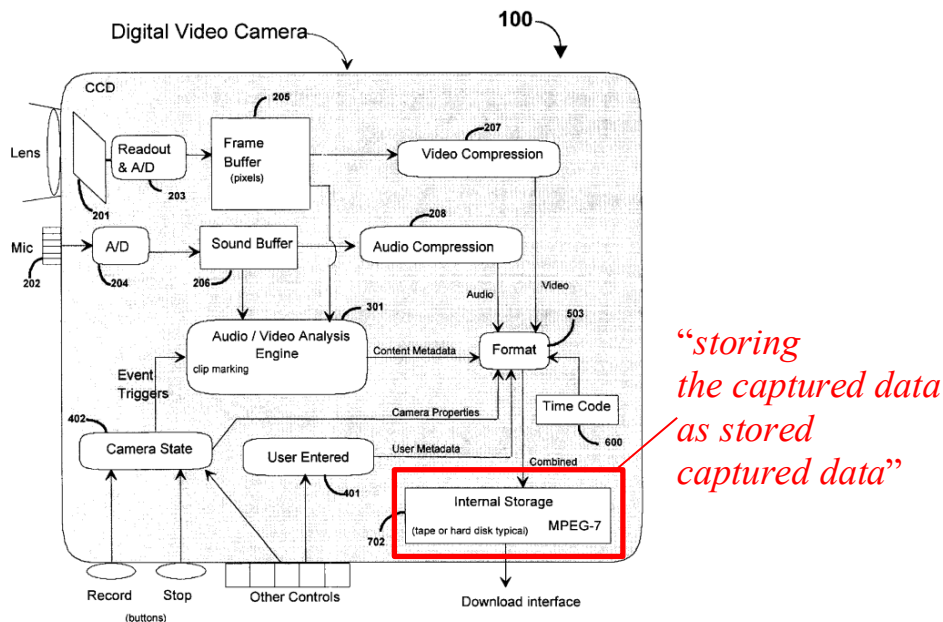 100
Digital Video Camera
CCD
205
207
Lens
Readout
& A/D
Frame
Buffer
(pixels)
Video Compression
203
201
208
Mic
A/D
Sound Buffer
Audio Compression
202
204
206
Audio
Video
301
503
Audio / Video Analysis
Engine
clip marking
Content Metadata
Format
Event
Triggers
402
Camera Properties
Time Code
600
Camera State
User Entered
User Metadata
Combined
401
Internal Storage
(tape or hard disk typical)
MPEG-7
702
Record
Stop
Other Controls
(buttons)
Download interface
“storing
the captured data
as stored
captured data”